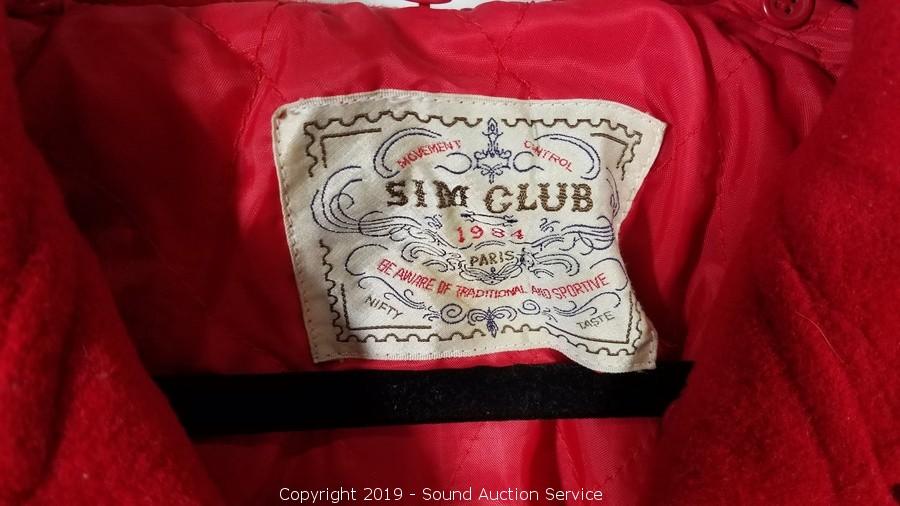 MOVEMENT CONTROL
SIM CLUB
1984
PARIS
BE AWARE OF TRADITIONAL AND SPORTIVE
NIFTY TASTE
Copyright 2019 - Sound Auction Service